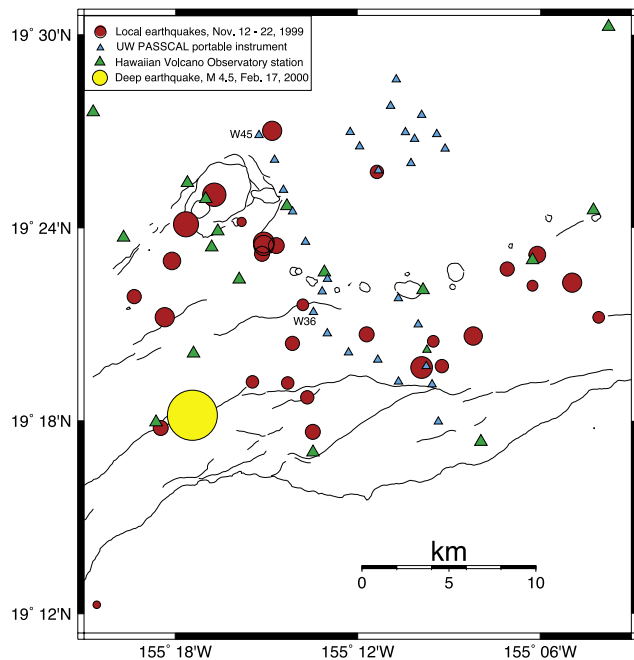 Local earthquakes, Nov. 12 - 22, 1999
UW PASSCAL portable instrument
Hawaiian Volcano Observatory station
Deep earthquake, M 4.5, Feb. 17, 2000
19° 30'N
W45
19° 24'N
W36
19° 18'N
km
0 5 10
19° 12'N
155° 18'W 155° 12'W 155° 06'W